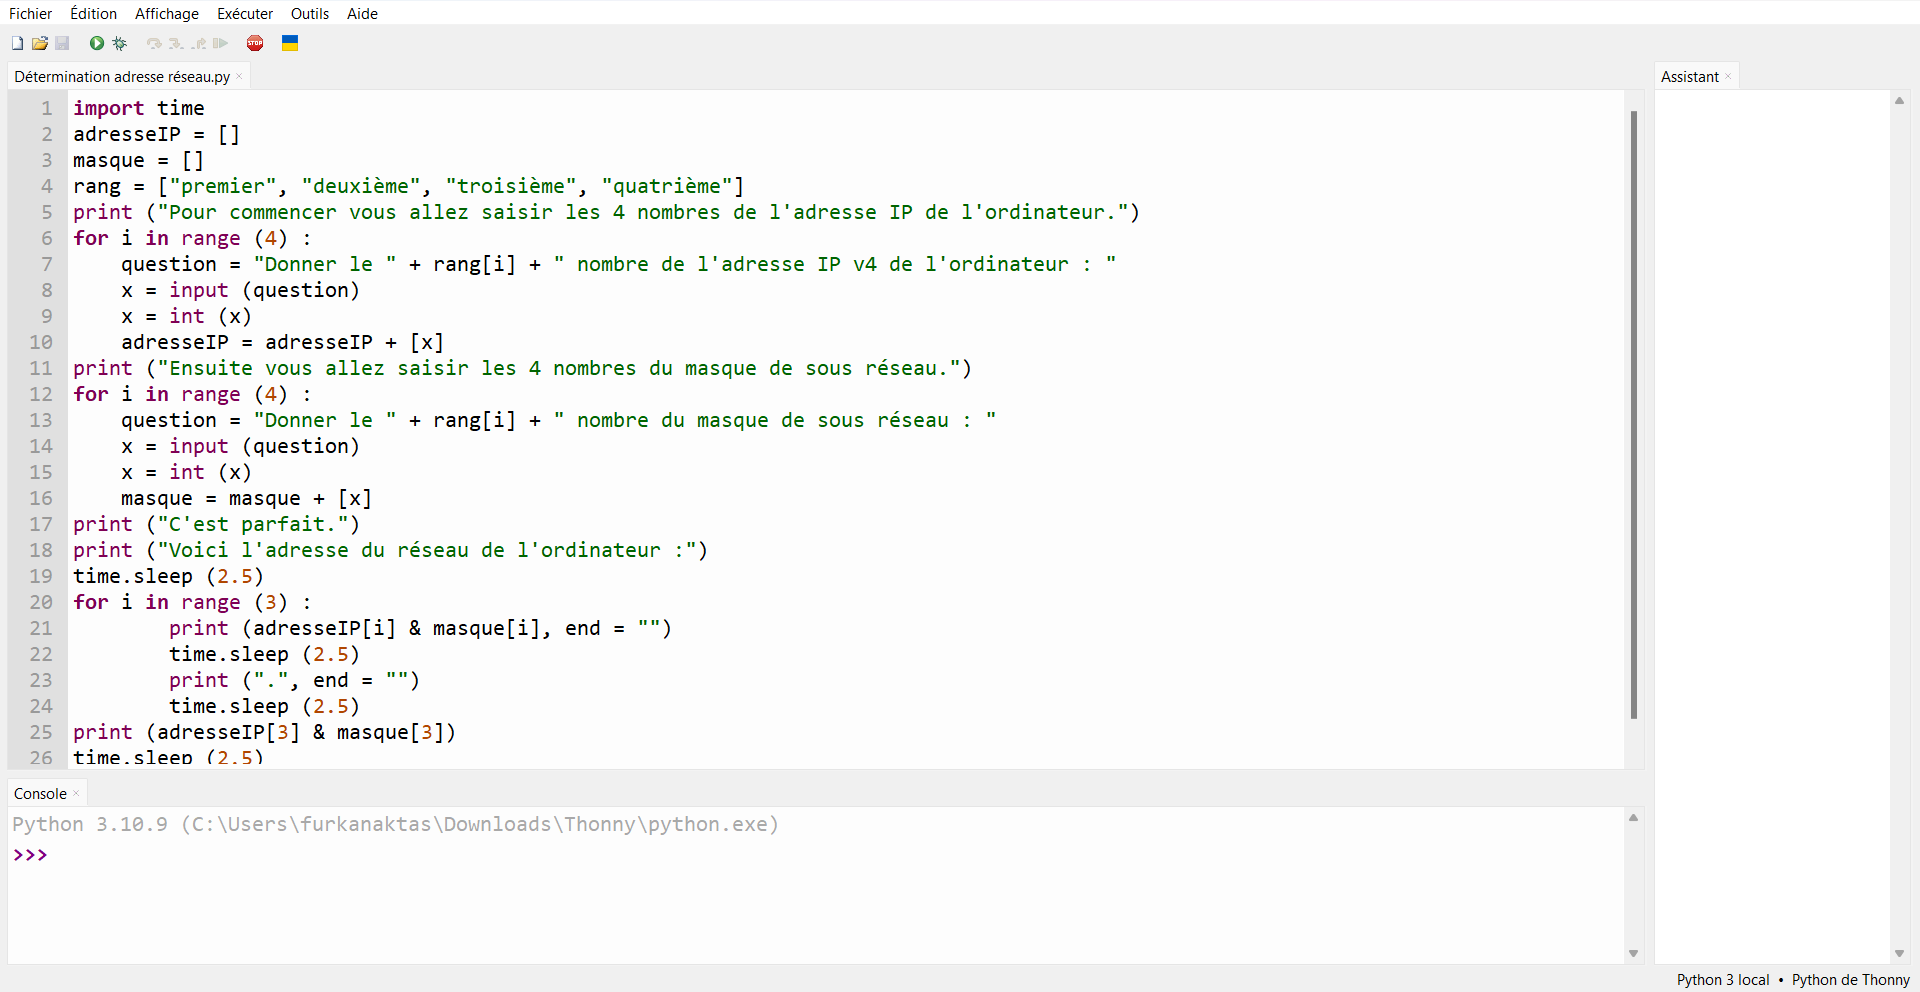 Fichier Édition Affichage Exécuter Outils Aide
STOP
Détermination adresse réseau.py ×
Assistant ×
1 import time
2 adresseIP = []
3 masque = []
4 rang = ["premier", "deuxième", "troisième", "quatrième"]
5 print ("Pour commencer vous allez saisir les 4 nombres de l'adresse IP de l'ordinateur.")
6 for i in range (4) :
7     question = "Donner le " + rang[i] + " nombre de l'adresse IP v4 de l'ordinateur : "
8     x = input (question)
9     x = int (x)
10     adresseIP = adresseIP + [x]
11 print ("Ensuite vous allez saisir les 4 nombres du masque de sous réseau.")
12 for i in range (4) :
13     question = "Donner le " + rang[i] + " nombre du masque de sous réseau : "
14     x = input (question)
15     x = int (x)
16     masque = masque + [x]
17 print ("C'est parfait.")
18 print ("Voici l'adresse du réseau de l'ordinateur :")
19 time.sleep (2.5)
20 for i in range (3) :
21         print (adresseIP[i] & masque[i], end = "")
22         time.sleep (2.5)
23         print (".", end = "")
24         time.sleep (2.5)
25 print (adresseIP[3] & masque[3])
26 time.sleep (2.5)
Console ×
Python 3.10.9 (C:\Users\furkanaktas\Downloads\Thonny\python.exe)
>>>
Python 3 local • Python de Thonny